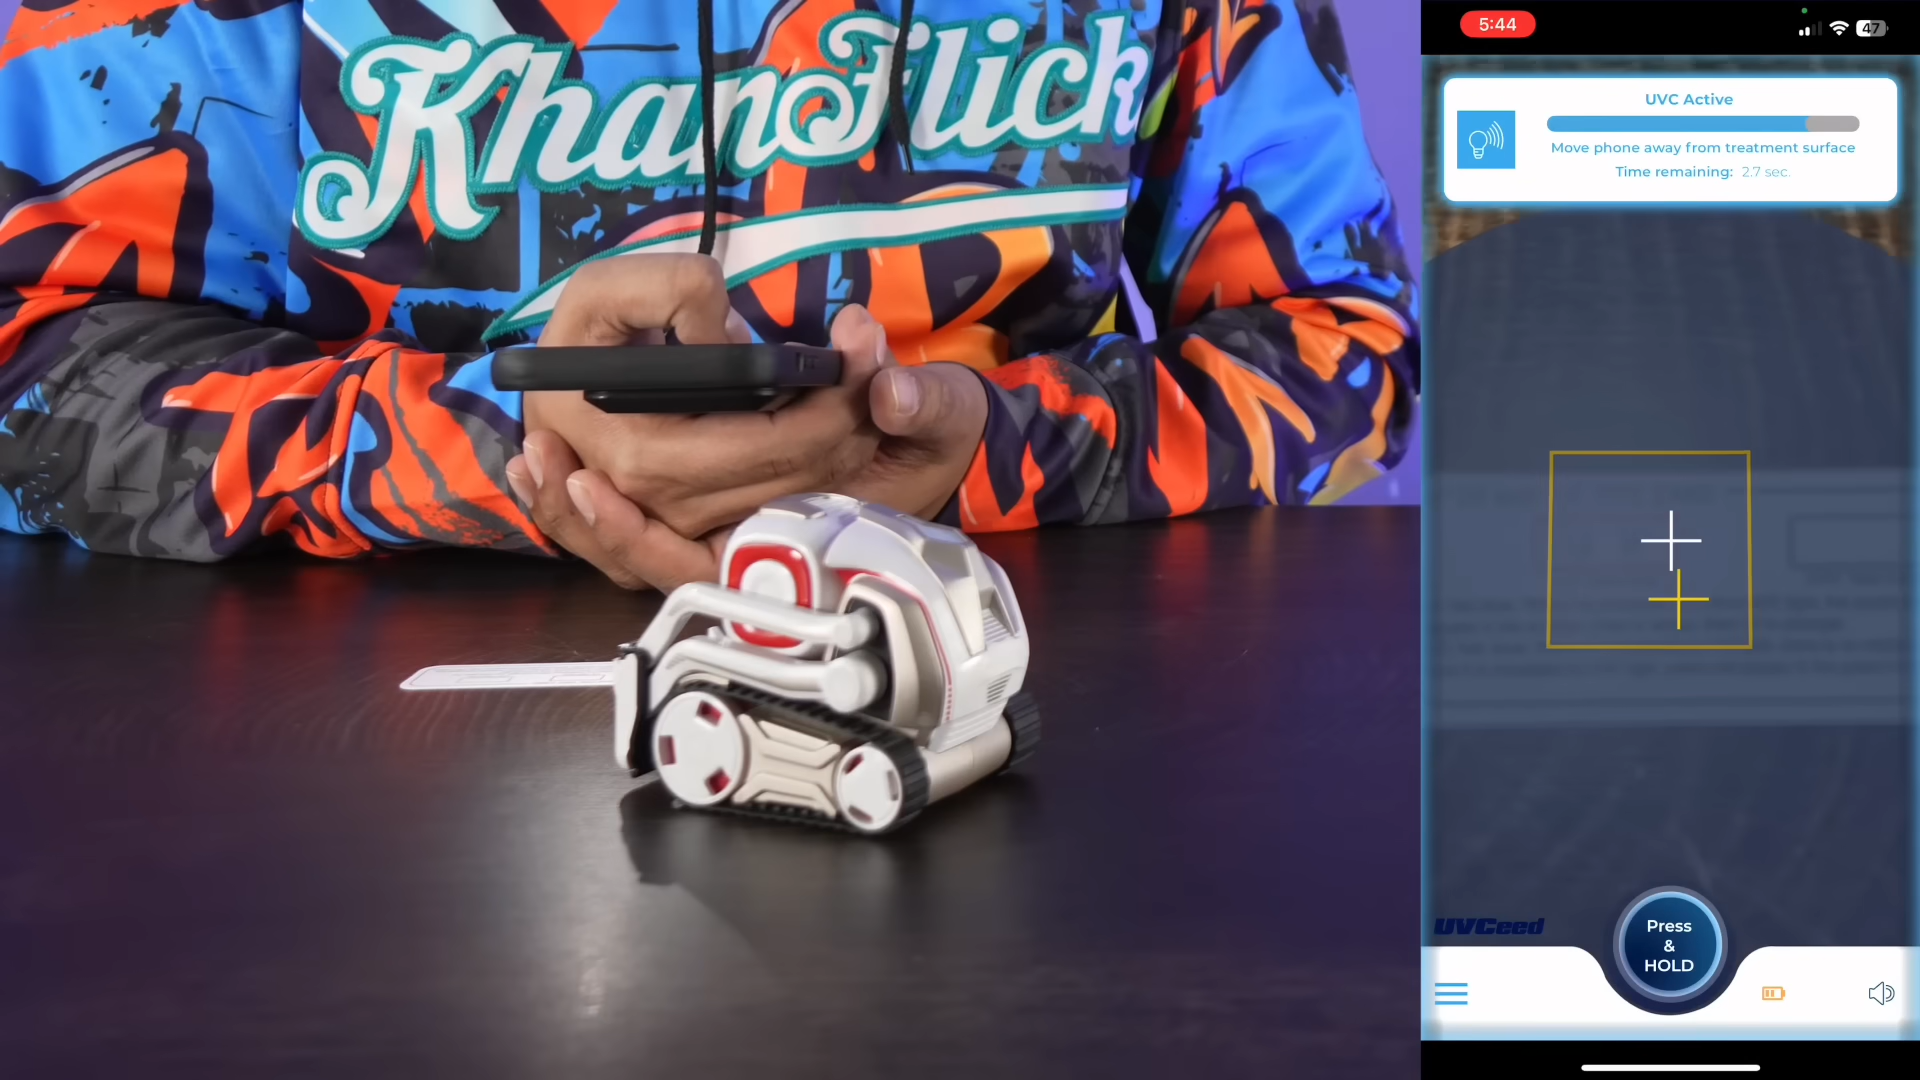 KhanFlick
5:44
47
UVC Active
Move phone away from treatment surface
Time remaining: 2.7 sec.
UVCeed
Press
&
HOLD